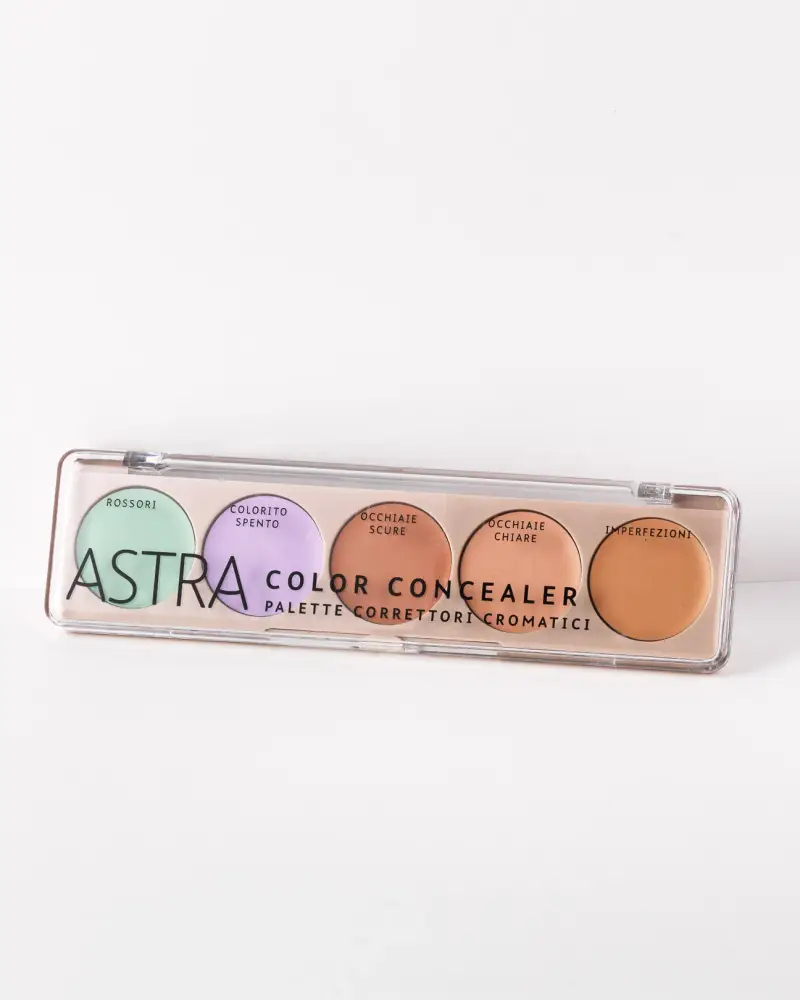 ROSSORI
COLORITO
SPENTO
OCCHIAIE
SCURE
OCCHIAIE
CHIARE
IMPERFEZIONI
ASTRA
COLOR CONCEALER
PALETTE CORRETTORI CROMATICI